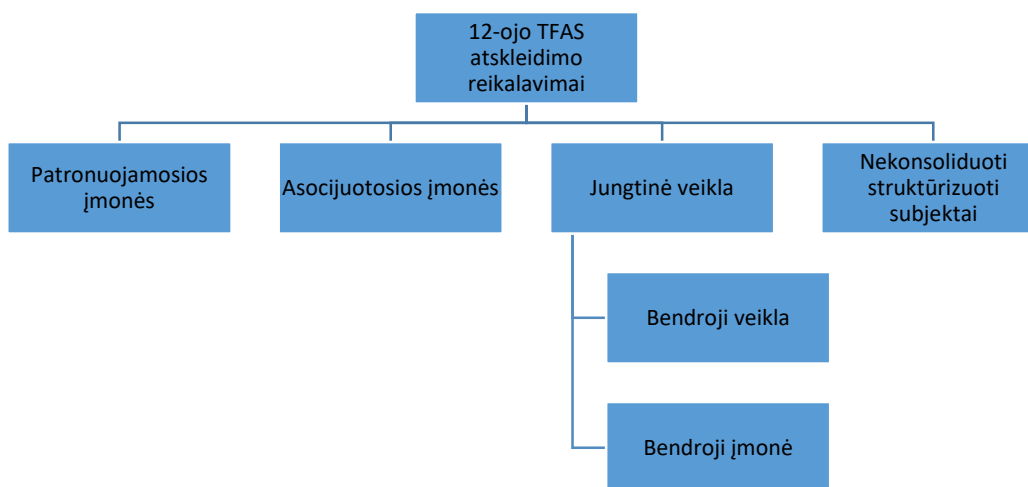 12-ojo TFAS
atskleidimo
reikalavimai
Patronuojamosios
įmonės
Asocijuotosios įmonės
Jungtinė veikla
Nekonsoliduoti
struktūrizuoti
subjektai
Bendroji veikla
Bendroji įmonė